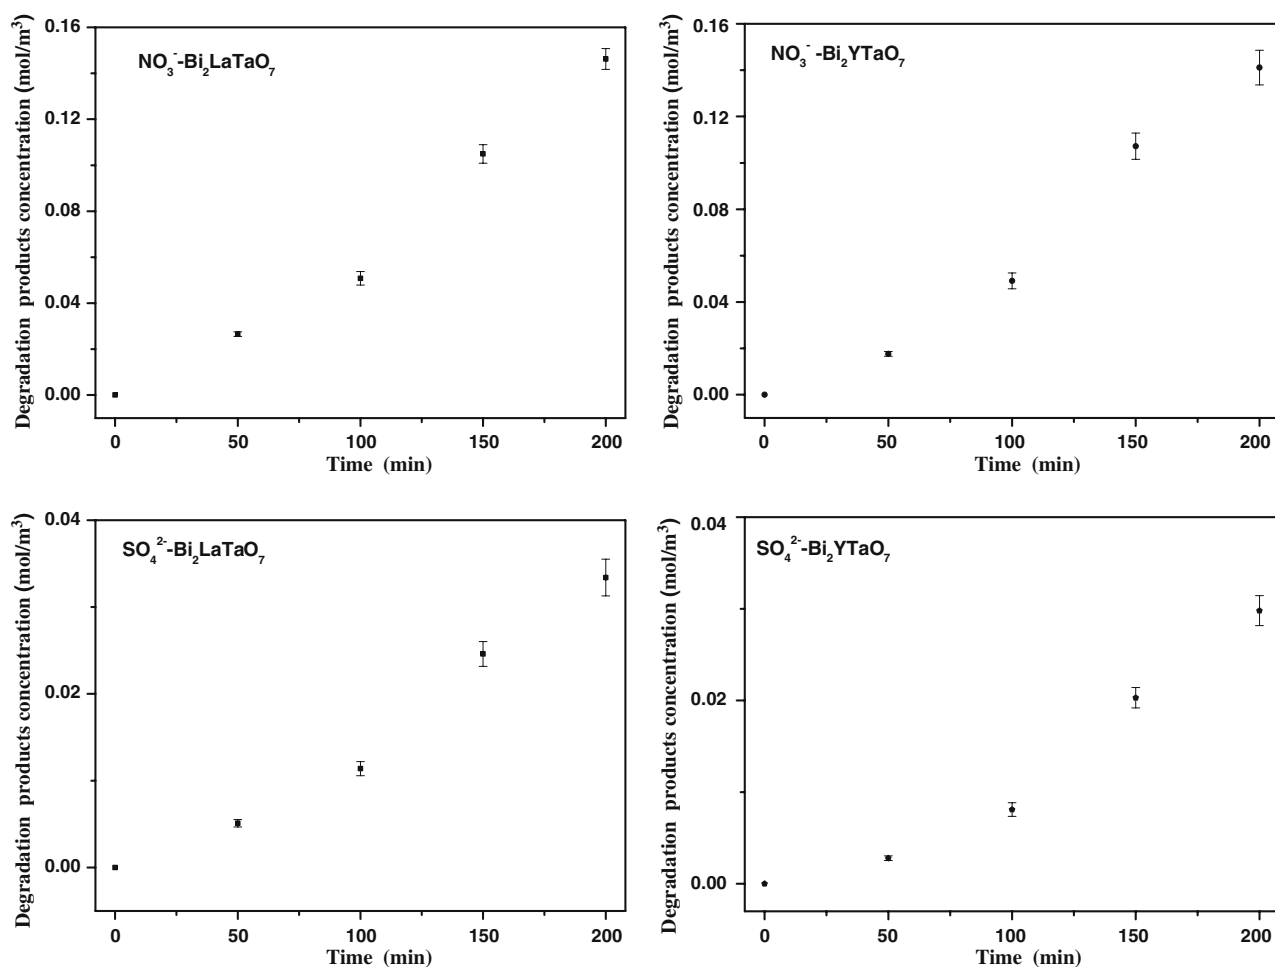 Degradation products concentration (mol/m³)
0.16
0.12
0.08
0.04
0.00
NO₃⁻-Bi₂LaTaO₇
0 50 100 150 200
Time (min)
Degradation products concentration (mol/m³)
0.16
0.12
0.08
0.04
0.00
NO₃⁻-Bi₂YTaO₇
0 50 100 150 200
Time (min)
Degradation products concentration (mol/m³)
0.04
0.02
0.00
SO₄²⁻-Bi₂LaTaO₇
0 50 100 150 200
Time (min)
Degradation products concentration (mol/m³)
0.04
0.02
0.00
SO₄²⁻-Bi₂YTaO₇
0 50 100 150 200
Time (min)